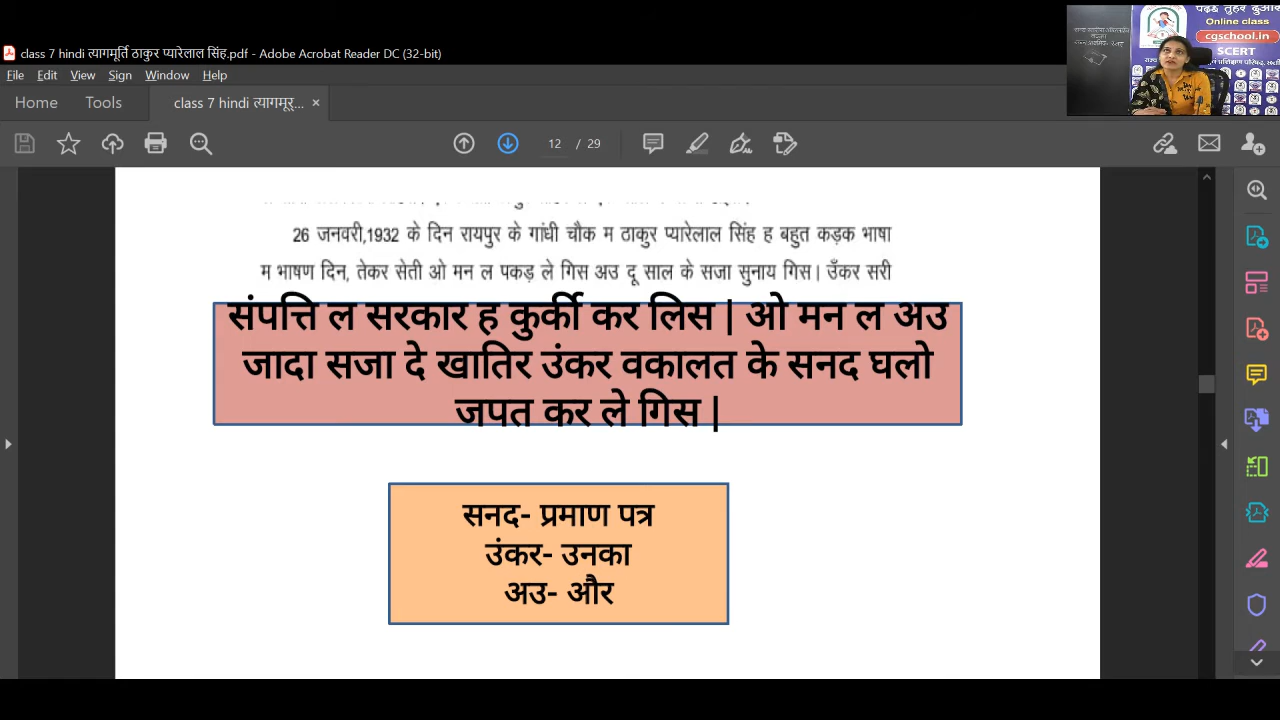 class 7 hindi त्यागमूर्ति ठाकुर प्यारेलाल सिंह.pdf - Adobe Acrobat Reader DC (32-bit)
File Edit View Sign Window Help
Home Tools class 7 hindi त्यागमूर्... ×
12 / 29
पढ़ई तुंहर दुआर
Online class
cgschool.in
SCERT
26 जनवरी,1932 के दिन रायपुर के गांधी चौक म ठाकुर प्यारेलाल सिंह ह बहुत कड़क भाषा
म भाषण दिन, तेकर सेती ओ मन ल पकड़ ले गिस अउ दू साल के सजा सुनाय गिस। उँकर सरी
संपत्ति ल सरकार ह कुर्की कर लिस | ओ मन ल अउ
जादा सजा दे खातिर उंकर वकालत के सनद घलो
जपत कर ले गिस |
सनद- प्रमाण पत्र
उंकर- उनका
अउ- और